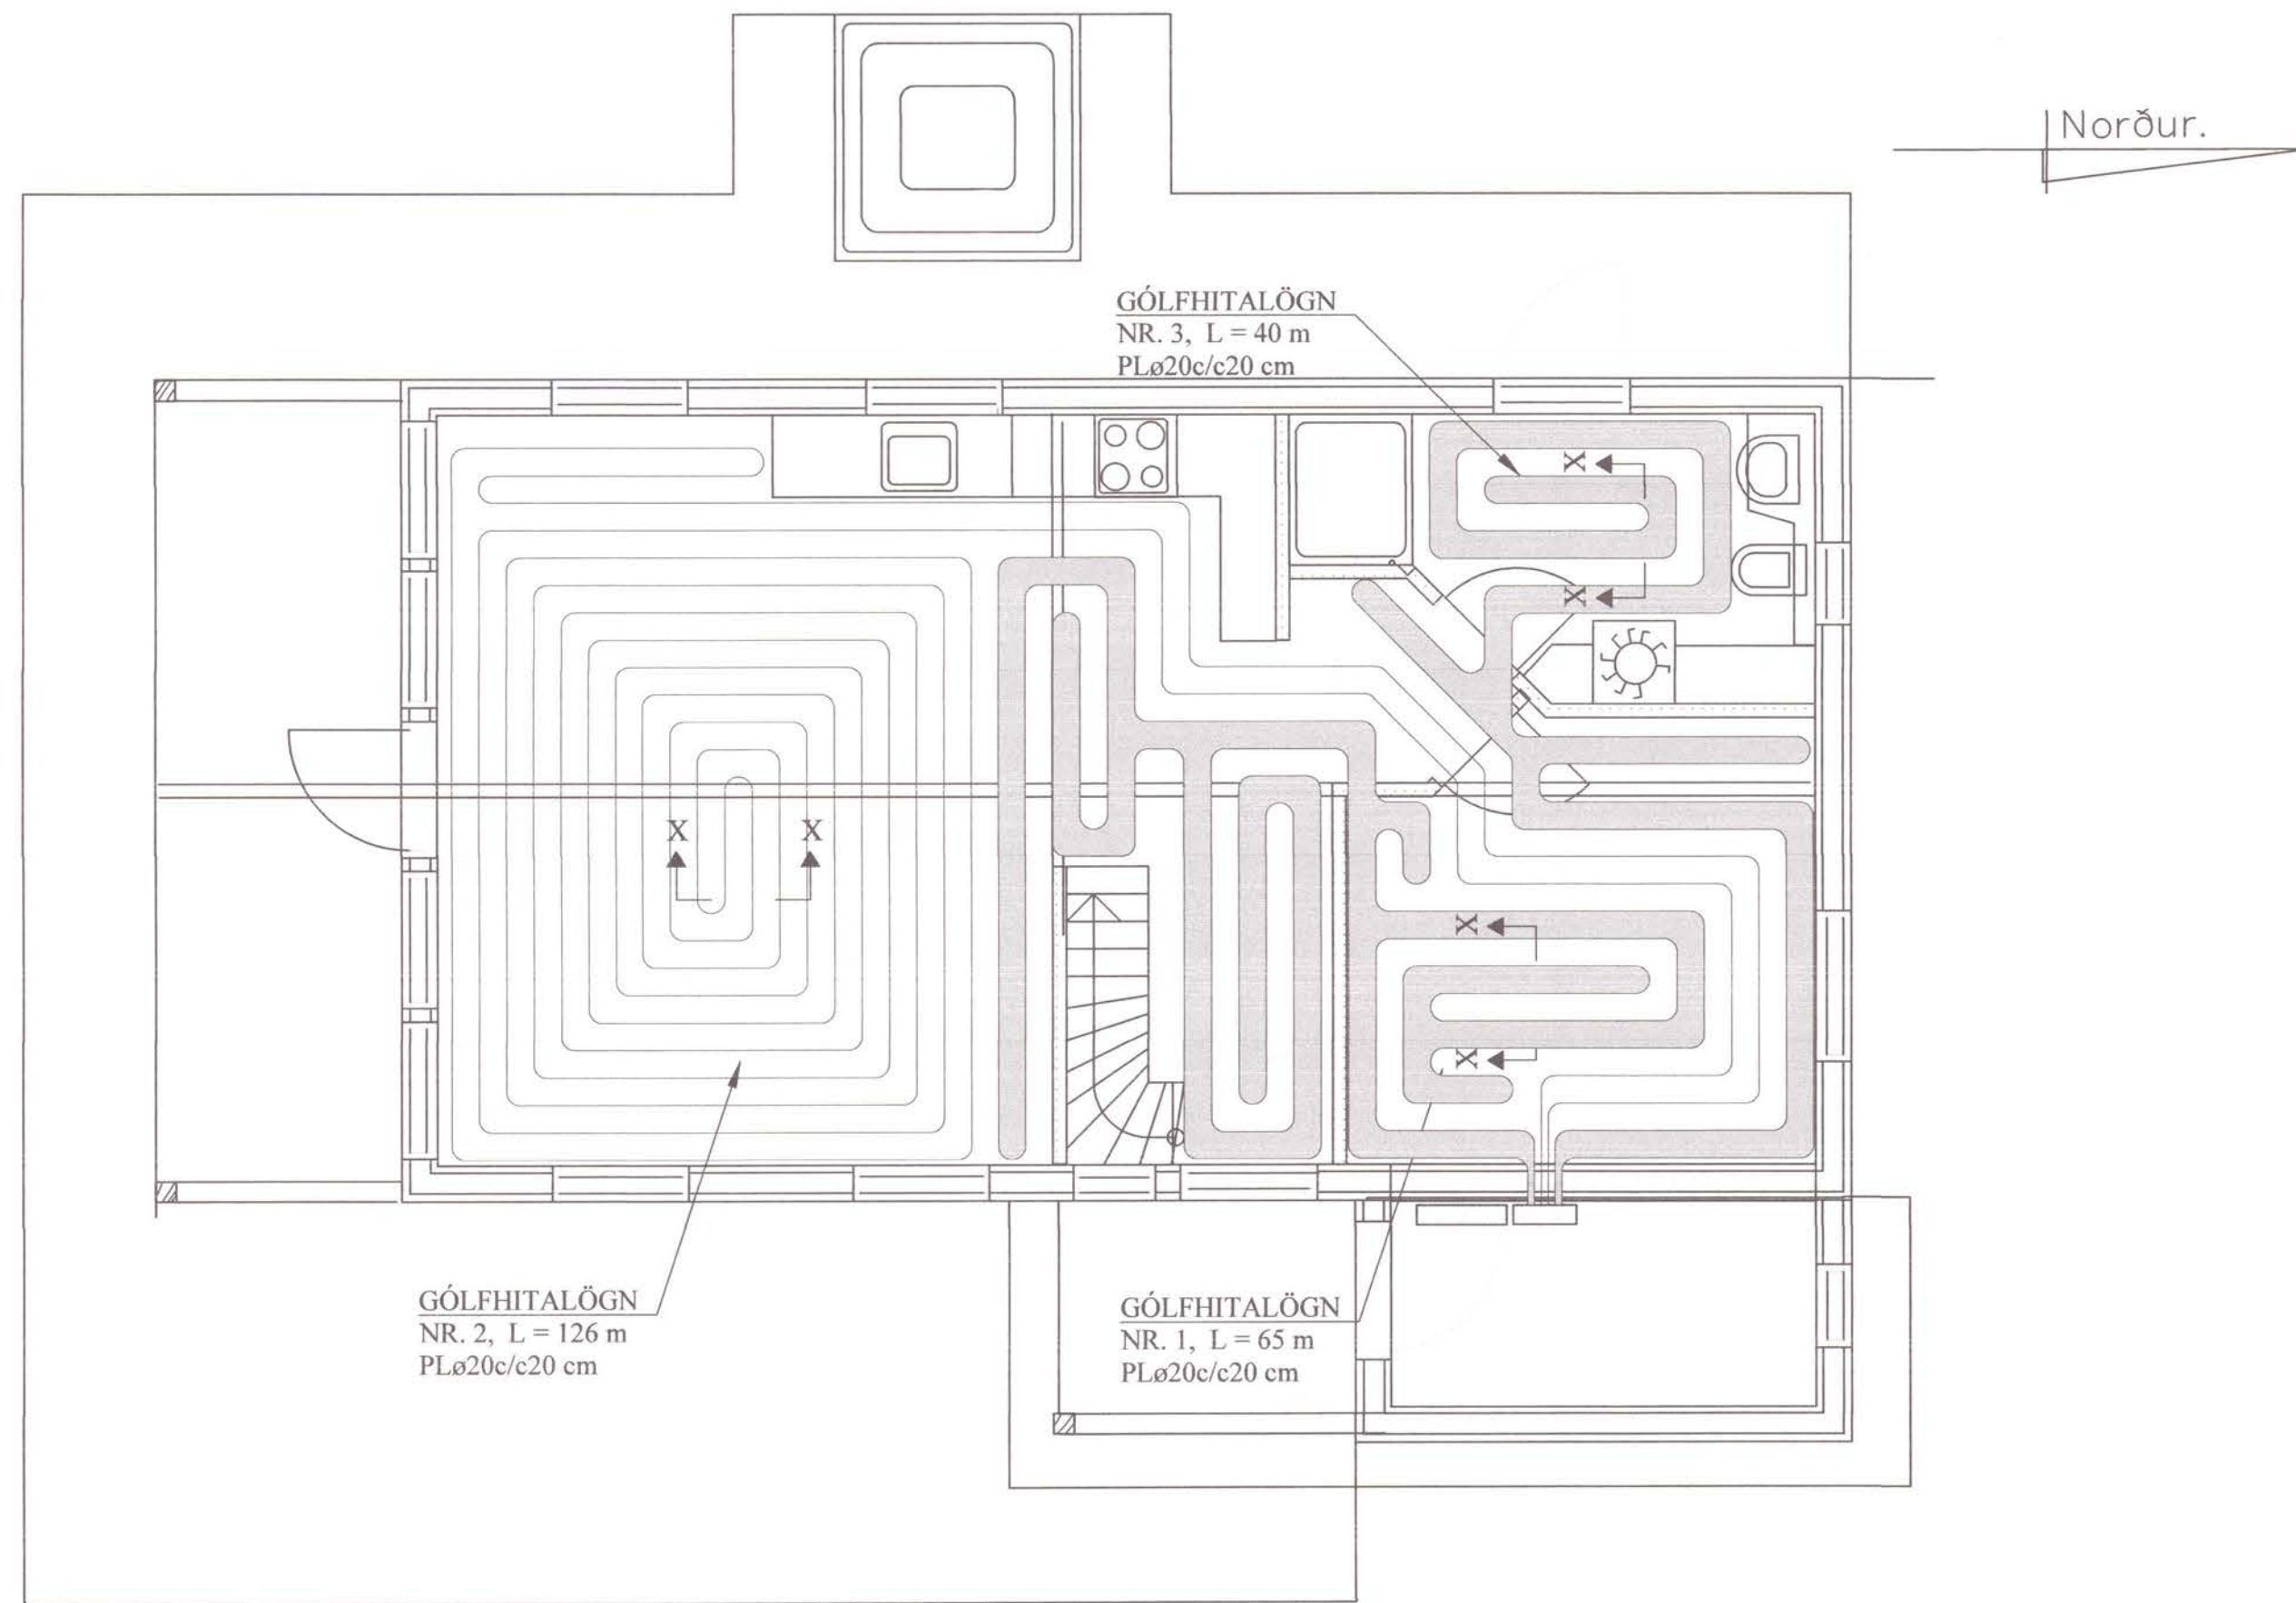 Norður.
GÓLFHITALÖGN
NR. 3, L = 40 m
PLø20c/c20 cm
X
X
X X
X
X
GÓLFHITALÖGN
NR. 2, L = 126 m
PLø20c/c20 cm
GÓLFHITALÖGN
NR. 1, L = 65 m
PLø20c/c20 cm